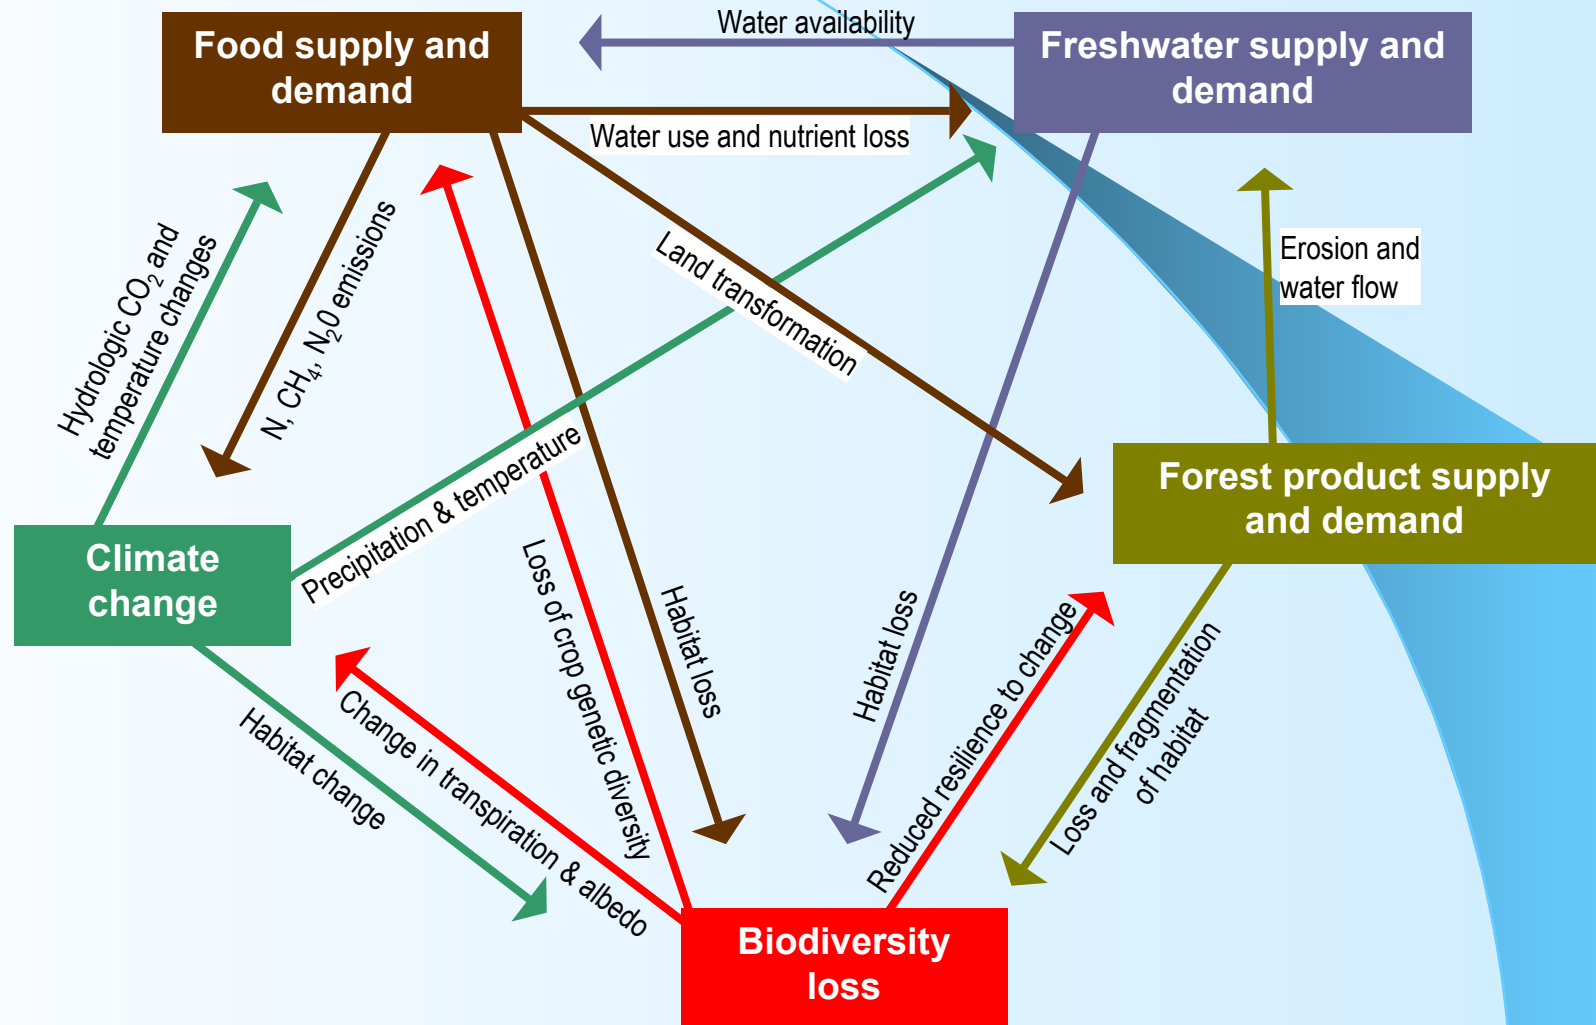 Water availability
Food supply and
demand
Freshwater supply and
demand
Water use and nutrient loss
Hydrologic CO₂ and
temperature changes
N, CH₄, N₂0 emissions
Land transformation
Erosion and
water flow
Precipitation & temperature
Forest product supply
and demand
Climate
change
Loss of crop genetic diversity
Habitat loss
Habitat loss
Reduced resilience to change
Loss and fragmentation
of habitat
Change in transpiration & albedo
Habitat change
Biodiversity
loss